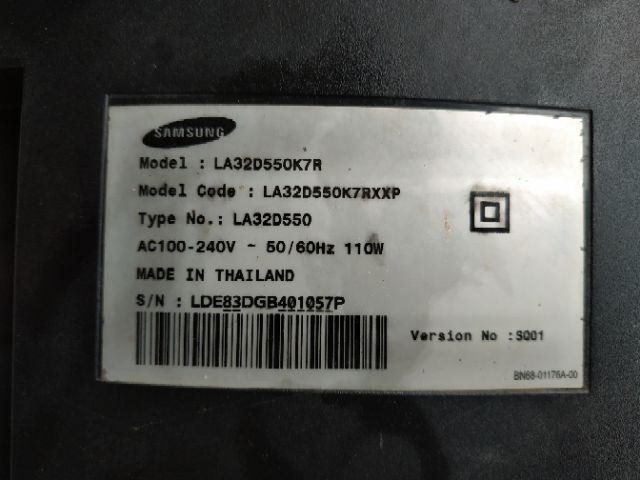 SAMSUNG
Model : LA32D550K7R
Model Code : LA32D550K7RXXP
Type No.: LA32D550
AC100-240V ~ 50/60Hz 110W
MADE IN THAILAND
S/N : LDE83DGB401057P
Version No :SQ01
BN68-01176A-00